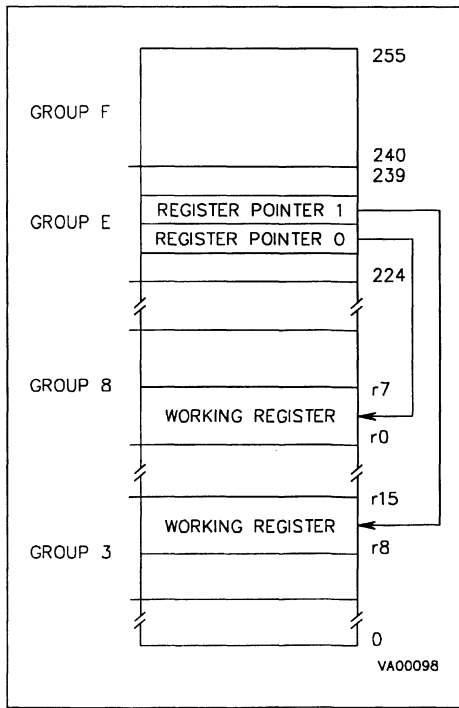 255
GROUP F
240
239
REGISTER POINTER 1
GROUP E
REGISTER POINTER 0
224
GROUP 8
r7
WORKING REGISTER
r0
r15
WORKING REGISTER
GROUP 3
r8
0
VA00098